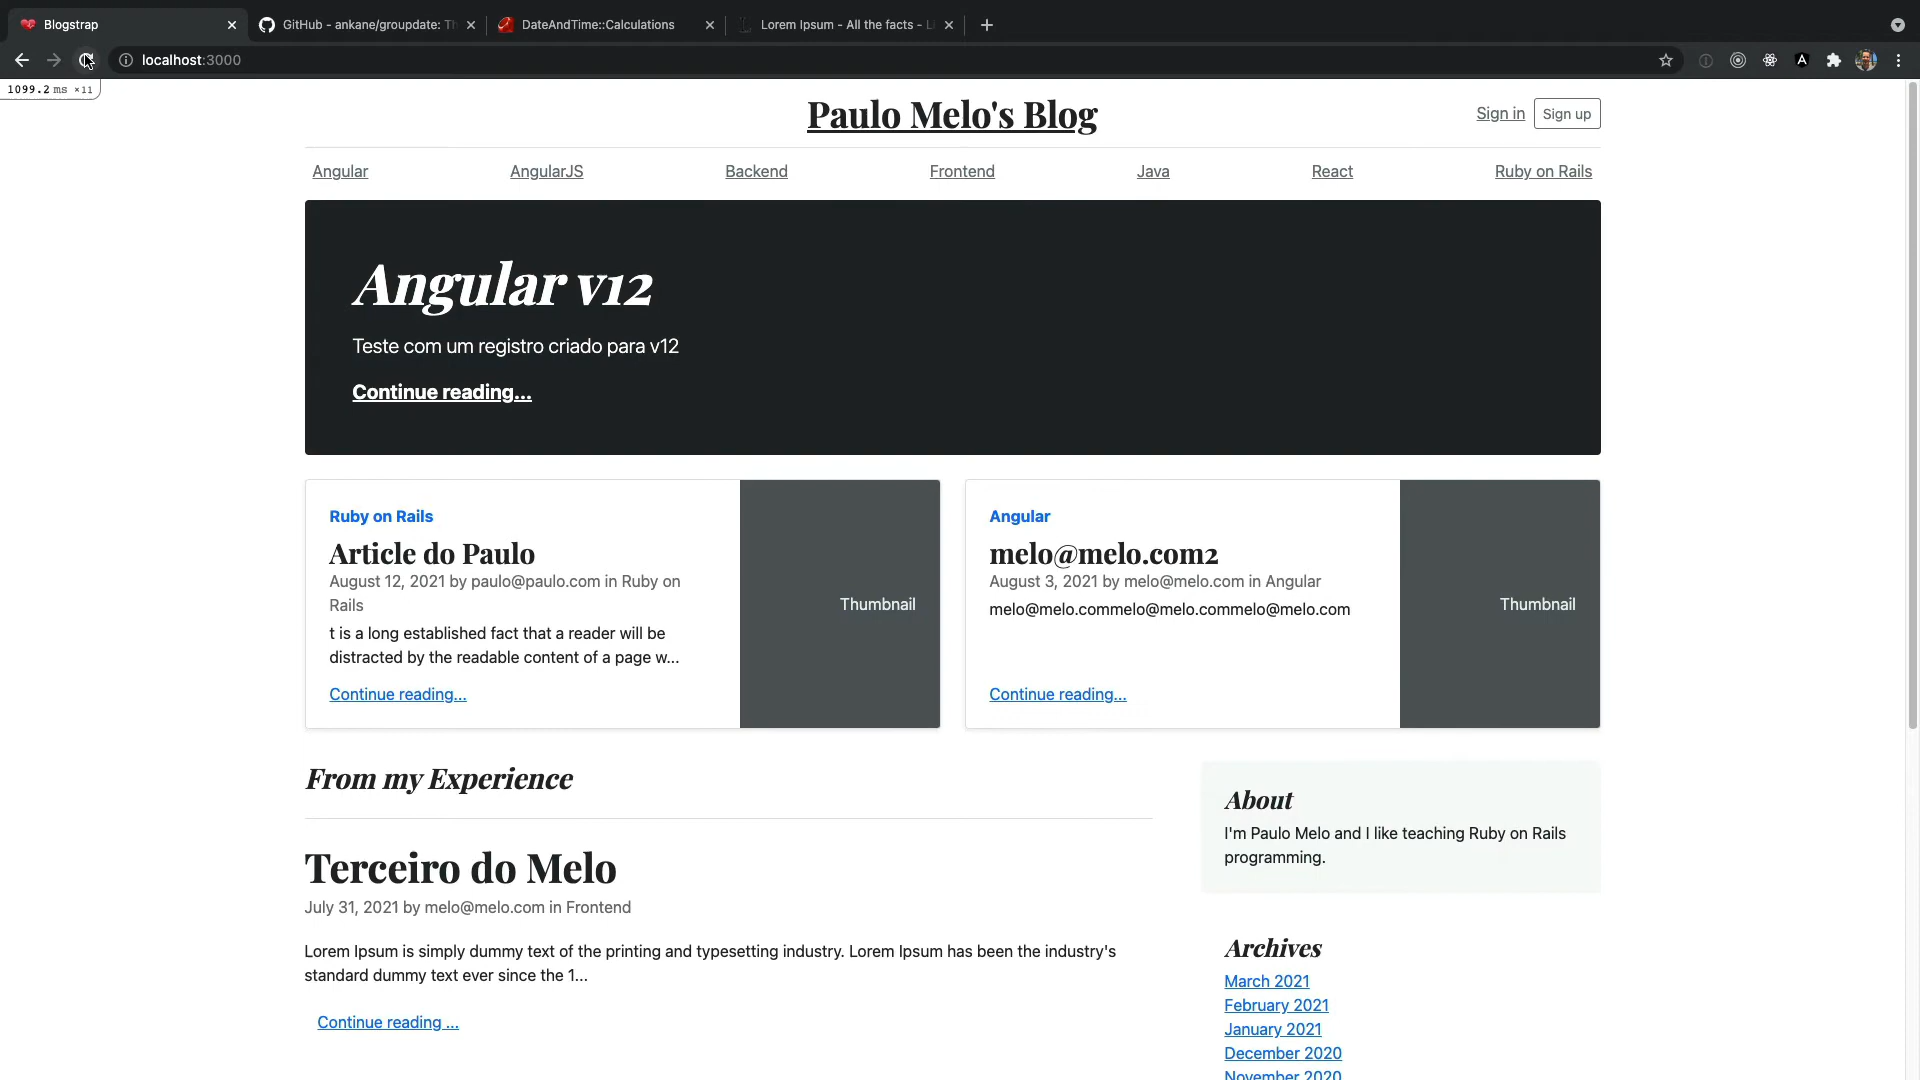 Blogstrap
GitHub - ankane/groupdate: Th
DateAndTime::Calculations
Lorem Ipsum - All the facts - Li
localhost:3000
1099.2 ms ×11
Paulo Melo's Blog
Sign in
Sign up
Angular
AngularJS
Backend
Frontend
Java
React
Ruby on Rails
Angular v12
Teste com um registro criado para v12
Continue reading...
Ruby on Rails
Article do Paulo
August 12, 2021 by paulo@paulo.com in Ruby on
Rails
t is a long established fact that a reader will be
distracted by the readable content of a page w...
Continue reading...
Thumbnail
Angular
melo@melo.com2
August 3, 2021 by melo@melo.com in Angular
melo@melo.commelo@melo.commelo@melo.com
Continue reading...
Thumbnail
From my Experience
Terceiro do Melo
July 31, 2021 by melo@melo.com in Frontend
Lorem Ipsum is simply dummy text of the printing and typesetting industry. Lorem Ipsum has been the industry's
standard dummy text ever since the 1...
Continue reading ...
About
I'm Paulo Melo and I like teaching Ruby on Rails
programming.
Archives
March 2021
February 2021
January 2021
December 2020
November 2020